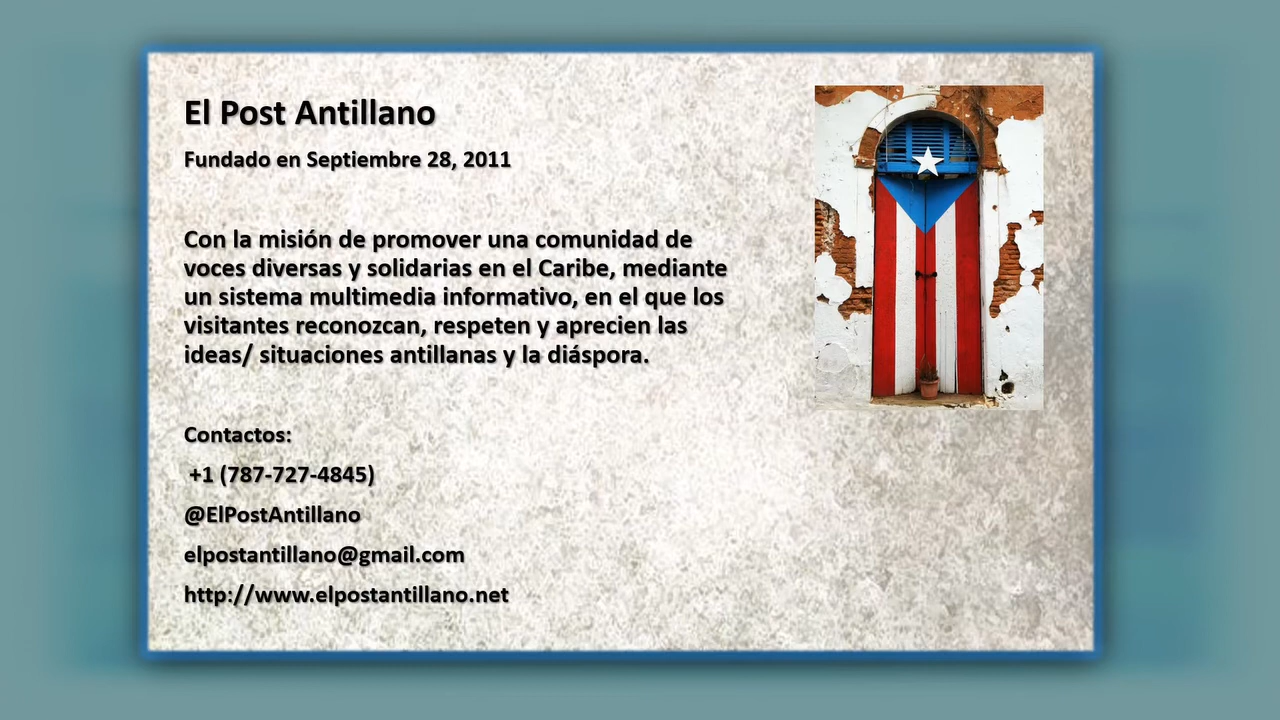 El Post Antillano
Fundado en Septiembre 28, 2011
Con la misión de promover una comunidad de
voces diversas y solidarias en el Caribe, mediante
un sistema multimedia informativo, en el que los
visitantes reconozcan, respeten y aprecien las
ideas/ situaciones antillanas y la diáspora.
Contactos:
+1 (787-727-4845)
@ElPostAntillano
elpostantillano@gmail.com
http://www.elpostantillano.net